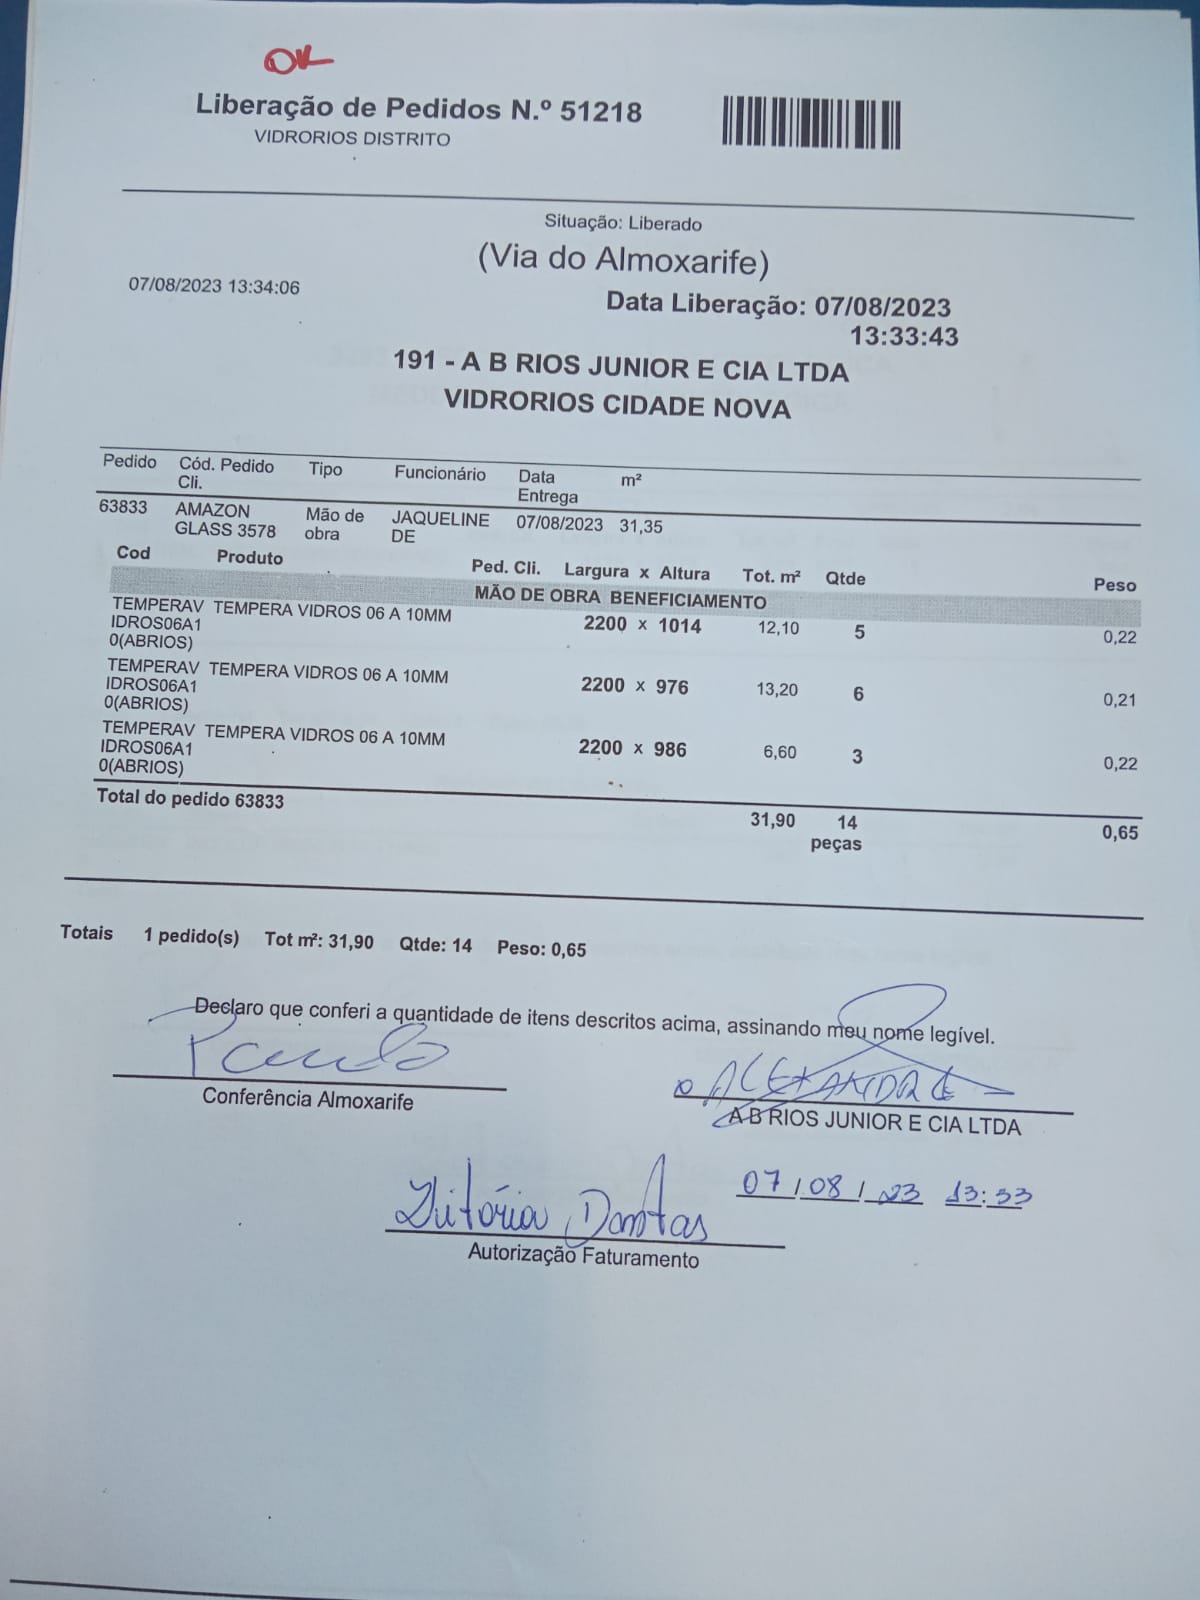 OK
Liberação de Pedidos N.º 51218
VIDRORIOS DISTRITO
Situação: Liberado
(Via do Almoxarife)
07/08/2023 13:34:06
Data Liberação: 07/08/2023
13:33:43
191 - A B RIOS JUNIOR E CIA LTDA
VIDRORIOS CIDADE NOVA
Pedido Cód. Pedido Cli. Tipo Funcionário Data Entrega m²
63833 AMAZON GLASS 3578 Mão de obra JAQUELINE DE 07/08/2023 31,35
Cod Produto Ped. Cli. Largura x Altura Tot. m² Qtde Peso
MÃO DE OBRA BENEFICIAMENTO
TEMPERAV TEMPERA VIDROS 06 A 10MM 2200 x 1014 12,10 5 0,22
IDROS06A1
0(ABRIOS)
TEMPERAV TEMPERA VIDROS 06 A 10MM 2200 x 976 13,20 6 0,21
IDROS06A1
0(ABRIOS)
TEMPERAV TEMPERA VIDROS 06 A 10MM 2200 x 986 6,60 3 0,22
IDROS06A1
0(ABRIOS)
Total do pedido 63833 31,90 14 peças 0,65
Totais 1 pedido(s) Tot m²: 31,90 Qtde: 14 Peso: 0,65
Declaro que conferi a quantidade de itens descritos acima, assinando meu nome legível.
Paulo
ALEXANDRE
Conferência Almoxarife
A B RIOS JUNIOR E CIA LTDA
Vitória Dantas
07/08/23 13:33
Autorização Faturamento